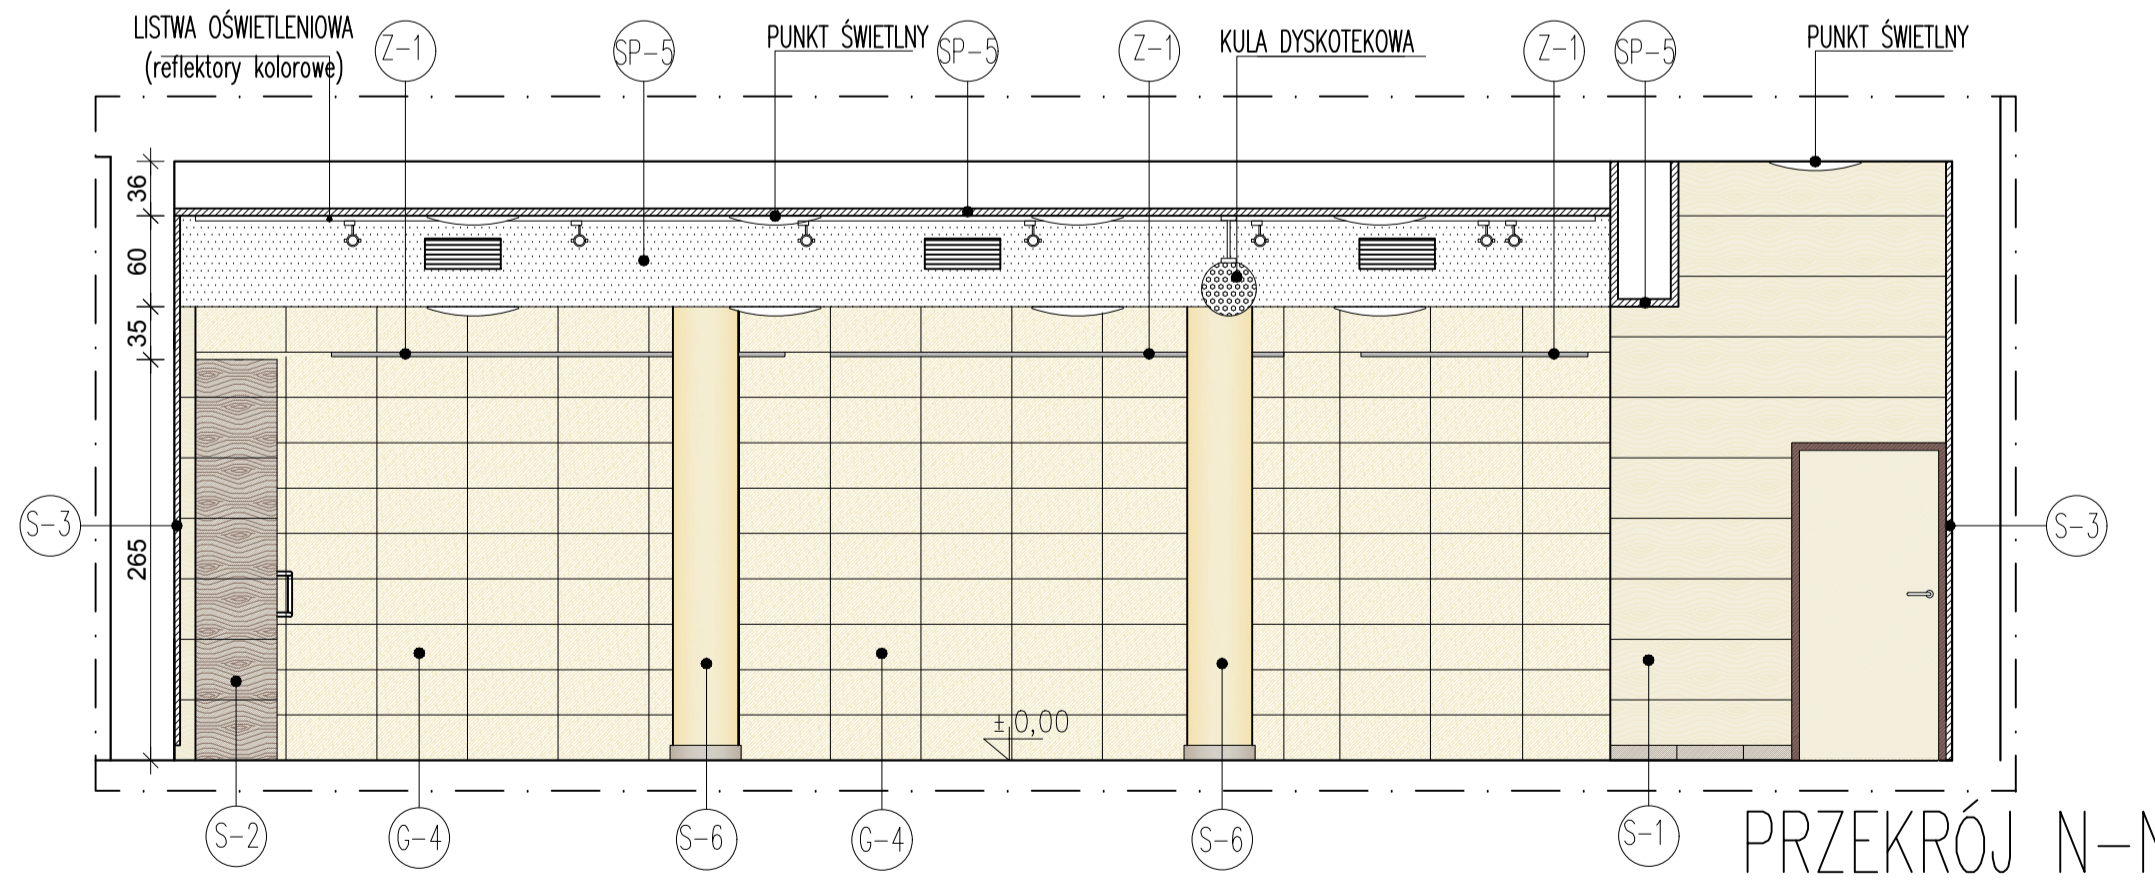 LISTWA OŚWIETLENIOWA
(reflektory kolorowe)
Z-1
SP-5
PUNKT ŚWIETLNY
SP-5
Z-1
KULA DYSKOTEKOWA
Z-1
SP-5
PUNKT ŚWIETLNY
36
60
35
265
S-3
S-3
±0,00
S-2
G-4
S-6
G-4
S-6
S-1
PRZEKRÓJ N-N